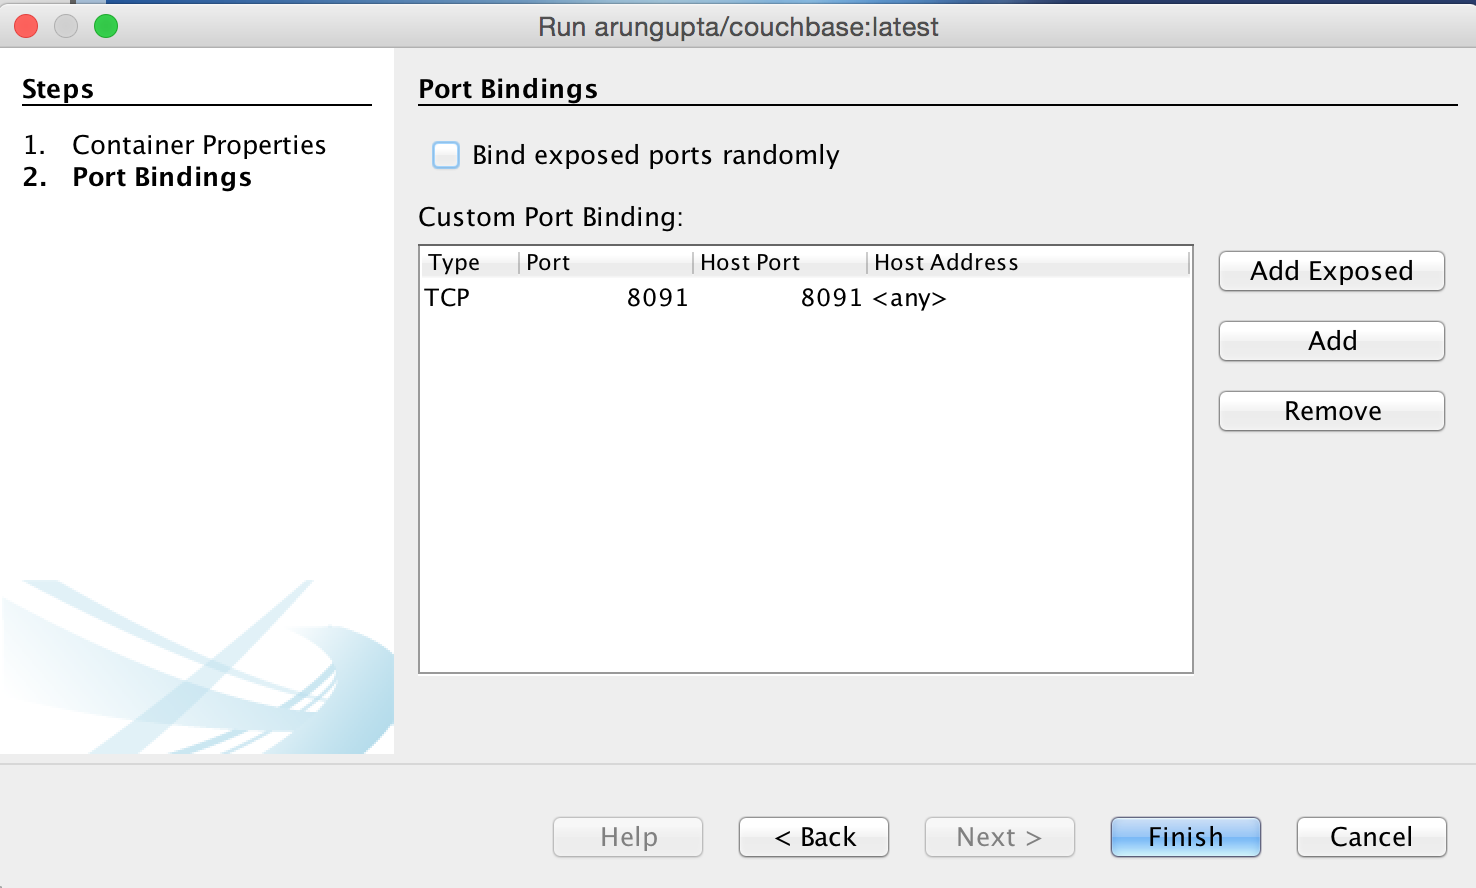 Run arungupta/couchbase:latest
Steps
1. Container Properties
2. Port Bindings
Port Bindings
Bind exposed ports randomly
Custom Port Binding:
Type Port Host Port Host Address
TCP 8091 8091 <any>
Add Exposed
Add
Remove
Help < Back Next > Finish Cancel